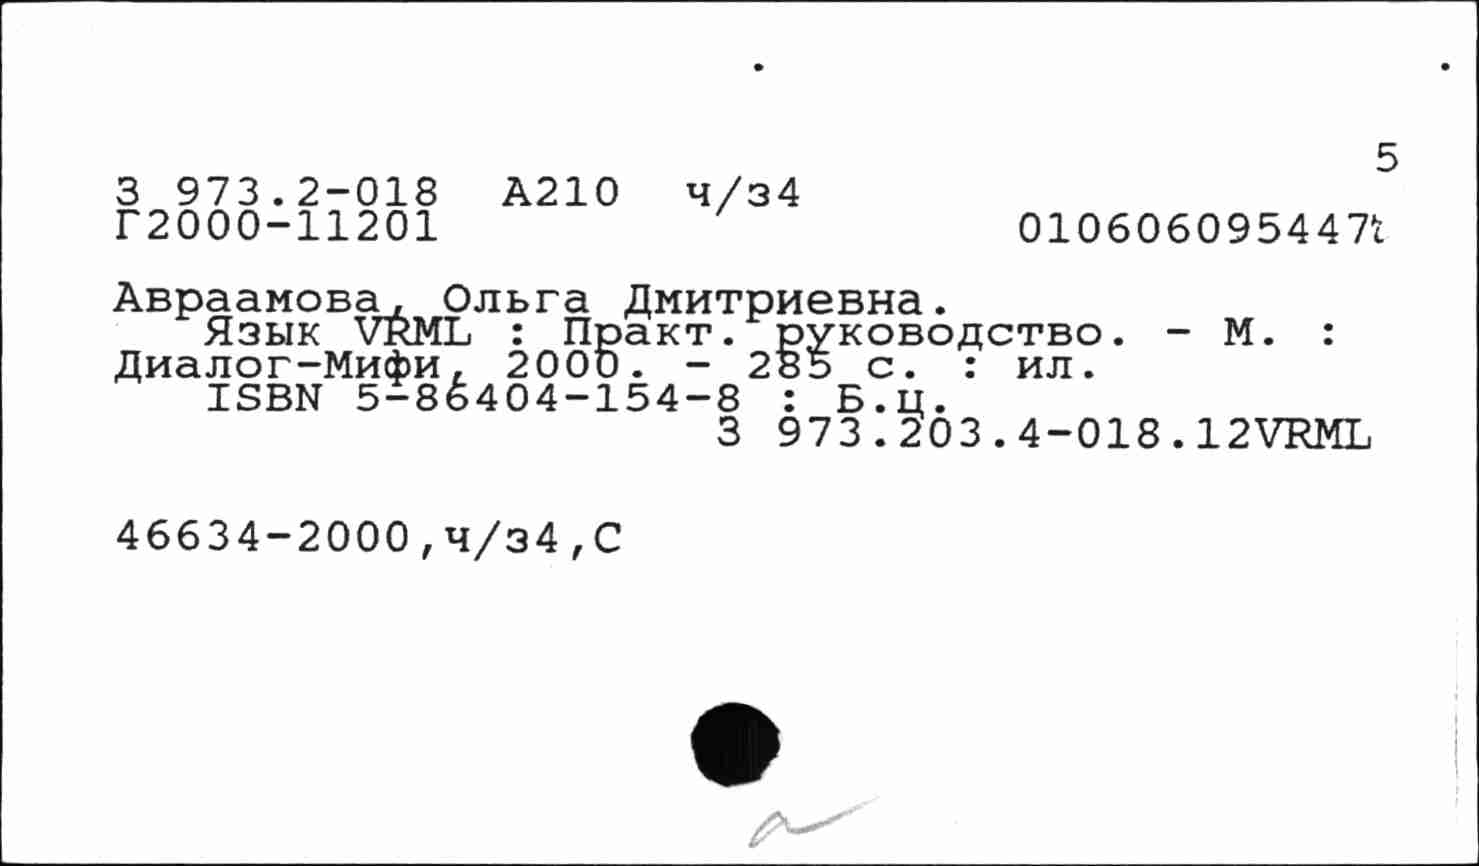 5
З 973.2-018 А210 ч/з4
Г2000-11201 010606095447
Авраамова, Ольга Дмитриевна.
Язык VRML : Практ. руководство. - М. :
Диалог-Мифи, 2000. - 285 с. : ил.
ISBN 5-86404-154-8 : Б.ц.
З 973.203.4-018.12VRML
46634-2000,ч/з4,С